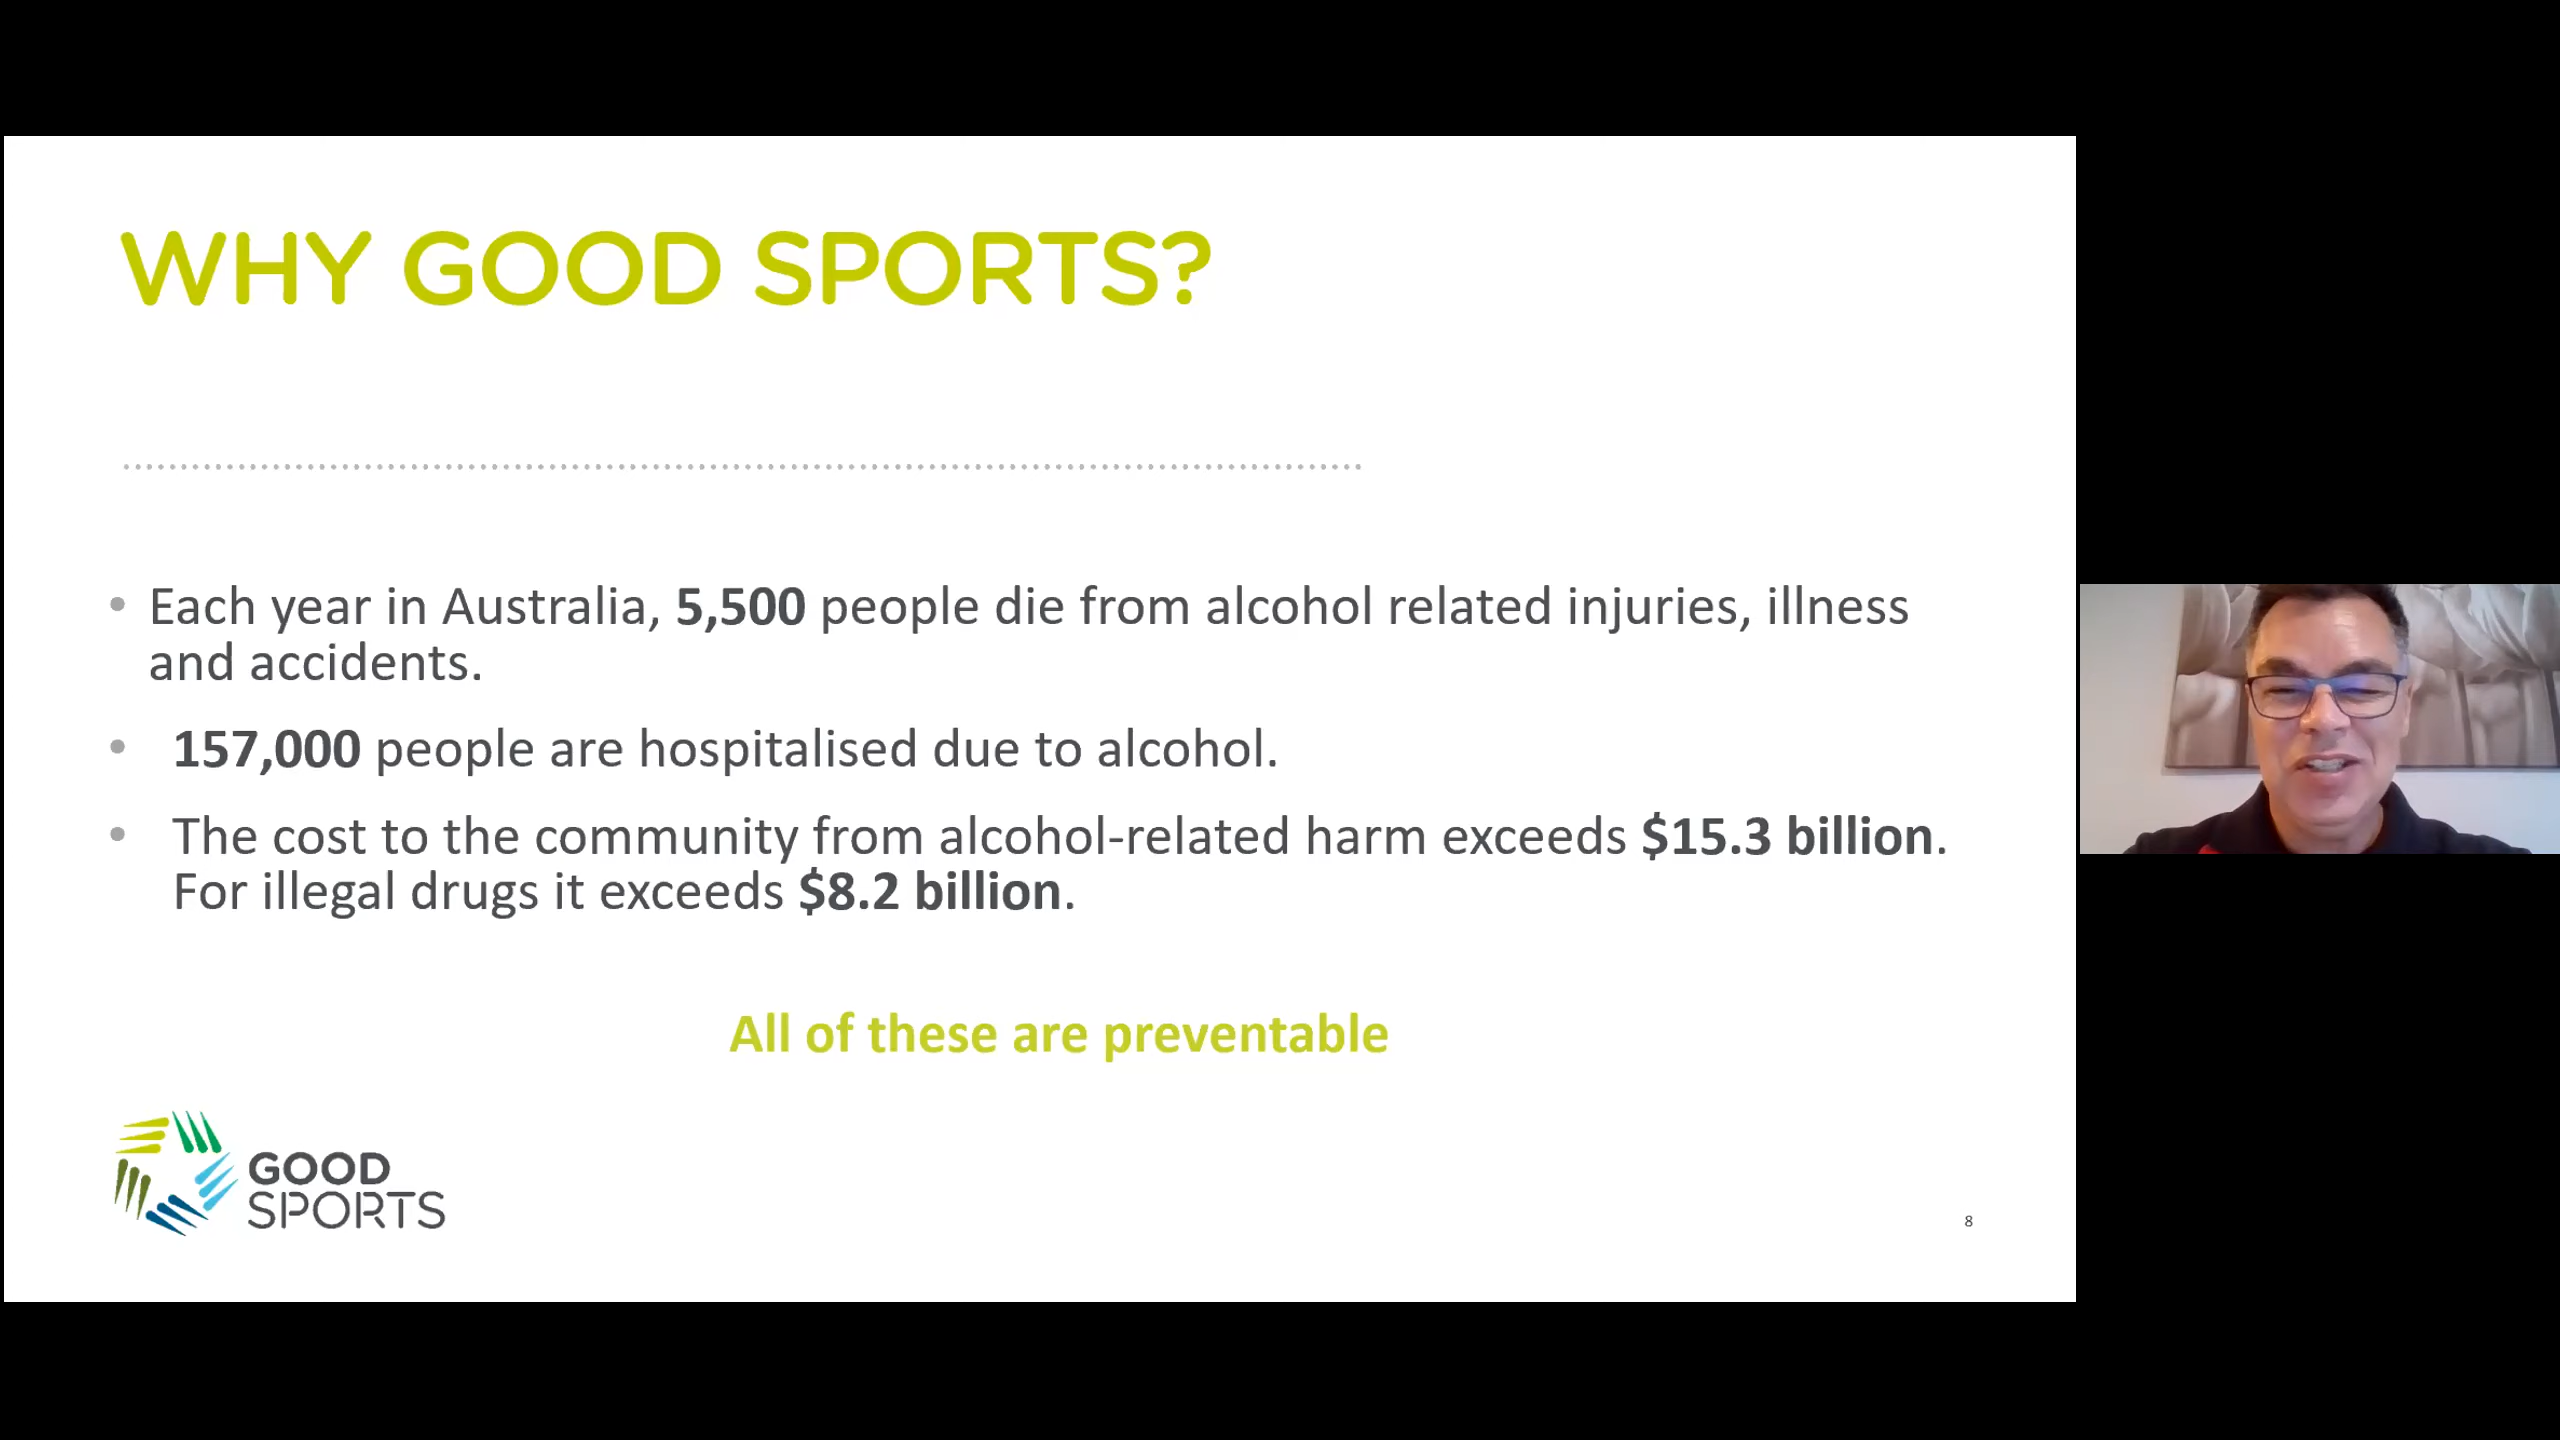 WHY GOOD SPORTS?
• Each year in Australia, 5,500 people die from alcohol related injuries, illness
and accidents.
• 157,000 people are hospitalised due to alcohol.
• The cost to the community from alcohol-related harm exceeds $15.3 billion.
For illegal drugs it exceeds $8.2 billion.
All of these are preventable
GOOD
SPORTS
8